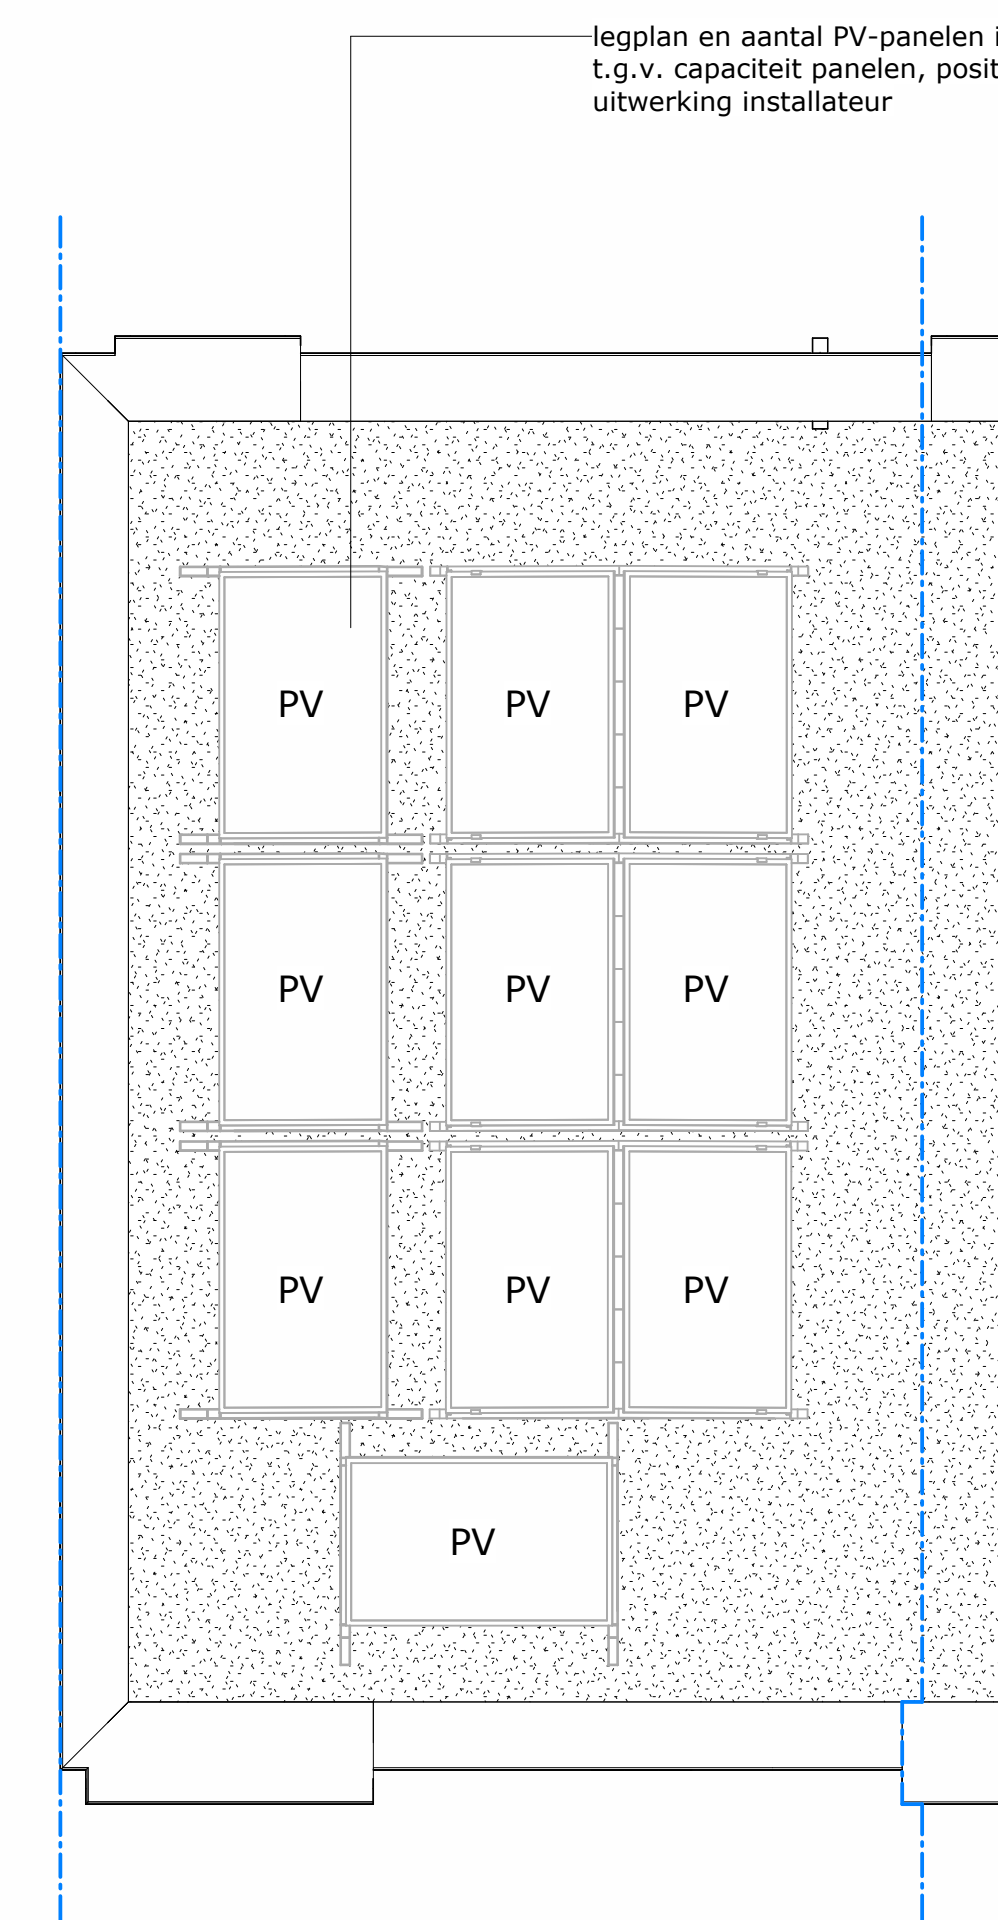 legplan en aantal PV-panelen
t.g.v. capaciteit panelen,
uitwerking installateur
PV PV PV
PV PV PV
PV PV PV
PV